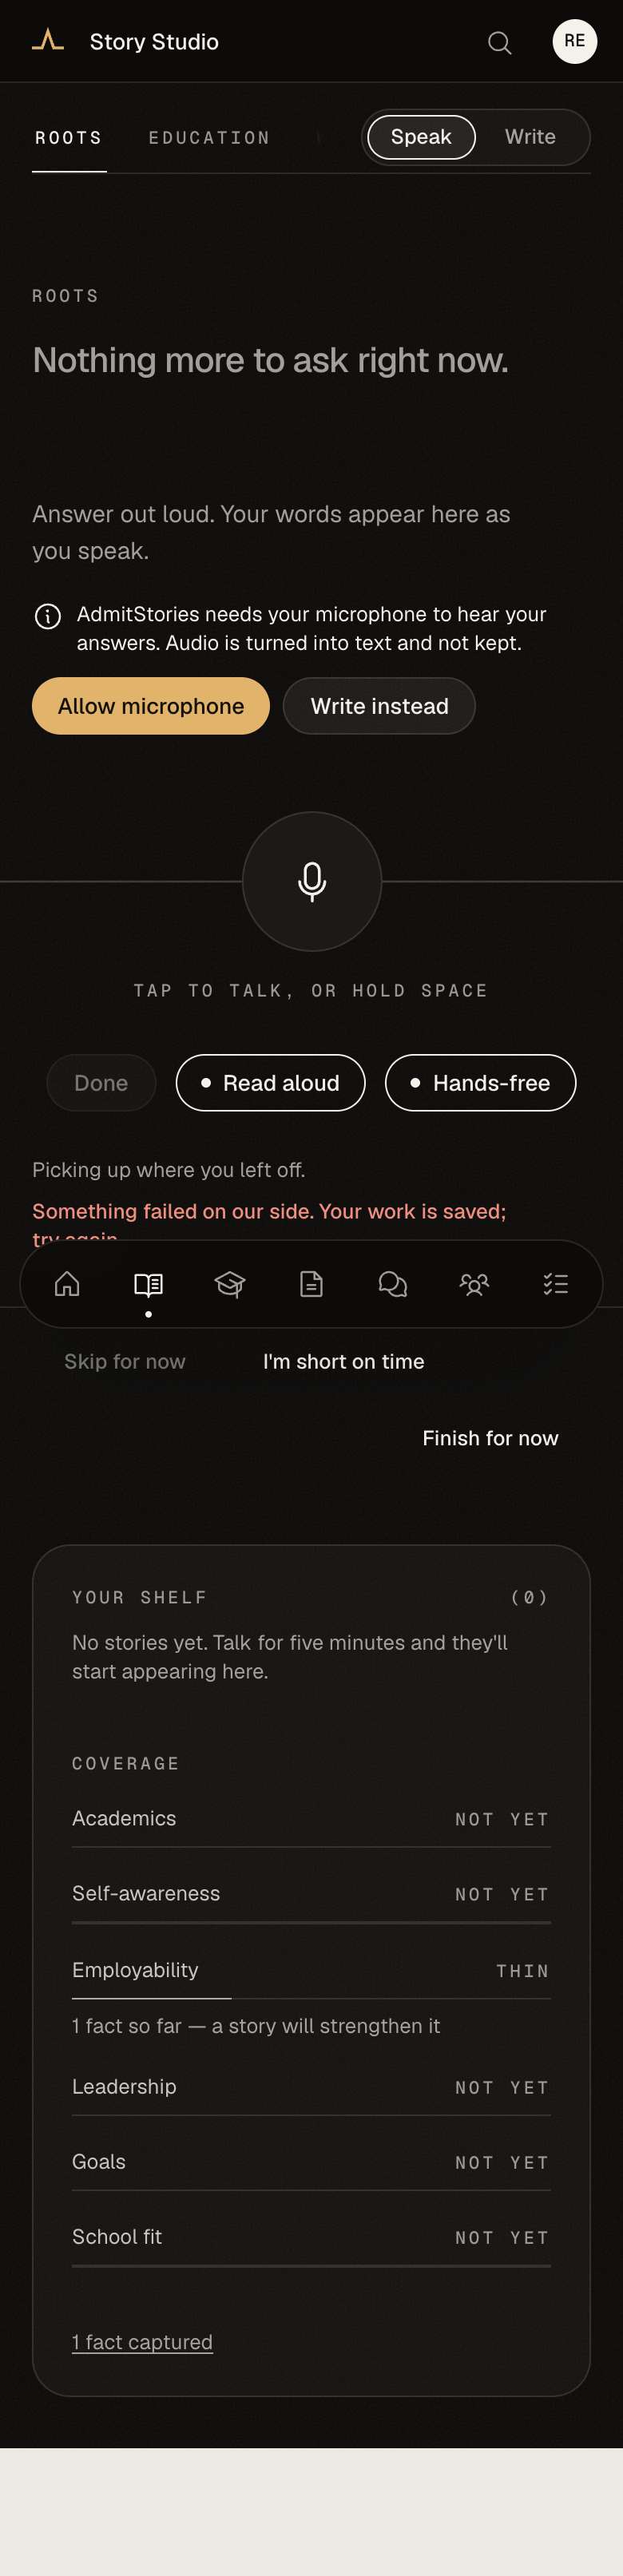 Story Studio
RE
ROOTS
EDUCATION
Speak
Write
ROOTS
Nothing more to ask right now.
Answer out loud. Your words appear here as
you speak.
AdmitStories needs your microphone to hear your
answers. Audio is turned into text and not kept.
Allow microphone
Write instead
TAP TO TALK, OR HOLD SPACE
Done
Read aloud
Hands-free
Picking up where you left off.
Something failed on our side. Your work is saved;
try again
Skip for now
I'm short on time
Finish for now
YOUR SHELF
(0)
No stories yet. Talk for five minutes and they'll
start appearing here.
COVERAGE
Academics
NOT YET
Self-awareness
NOT YET
Employability
THIN
1 fact so far — a story will strengthen it
Leadership
NOT YET
Goals
NOT YET
School fit
NOT YET
1 fact captured